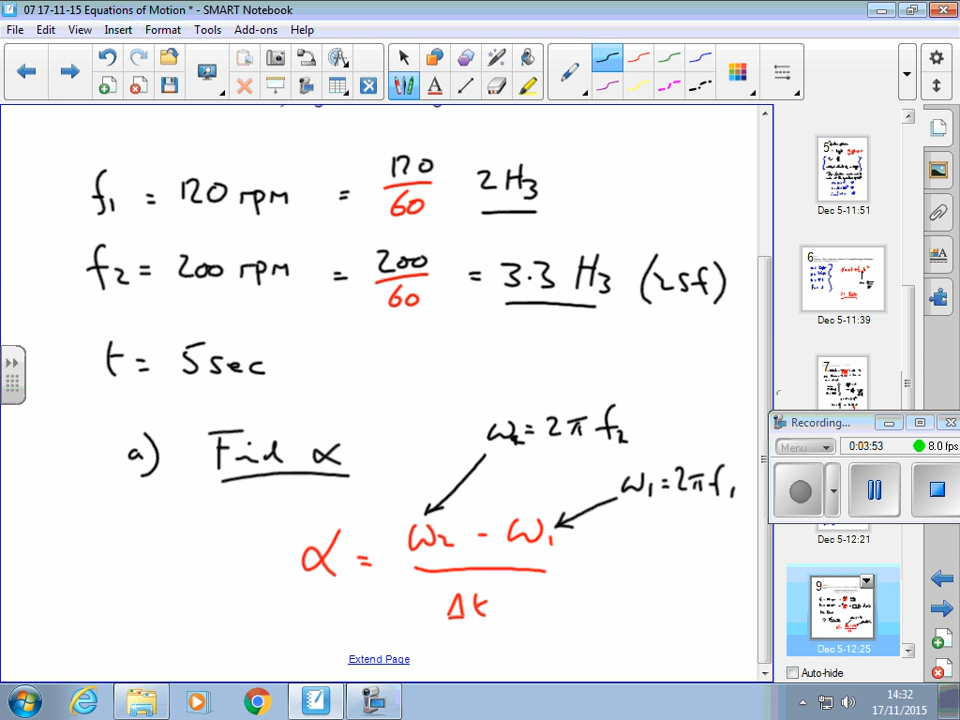 07 17-11-15 Equations of Motion * - SMART Notebook
File Edit View Insert Format Tools Add-ons Help
f1 = 120 rpm = 120/60 2 Hz
f2 = 200 rpm = 200/60 = 3.3 Hz (2sf)
t = 5 sec
a) Find α
ω2 = 2π f2
ω1 = 2π f1
α = ω2 - ω1
Δt
Extend Page
5
Dec 5-11:51
6
Dec 5-11:39
7
Recording...
Menu
0:03:53
8.0 fps
Dec 5-12:21
9
Dec 5-12:25
Auto-hide
14:32
17/11/2015